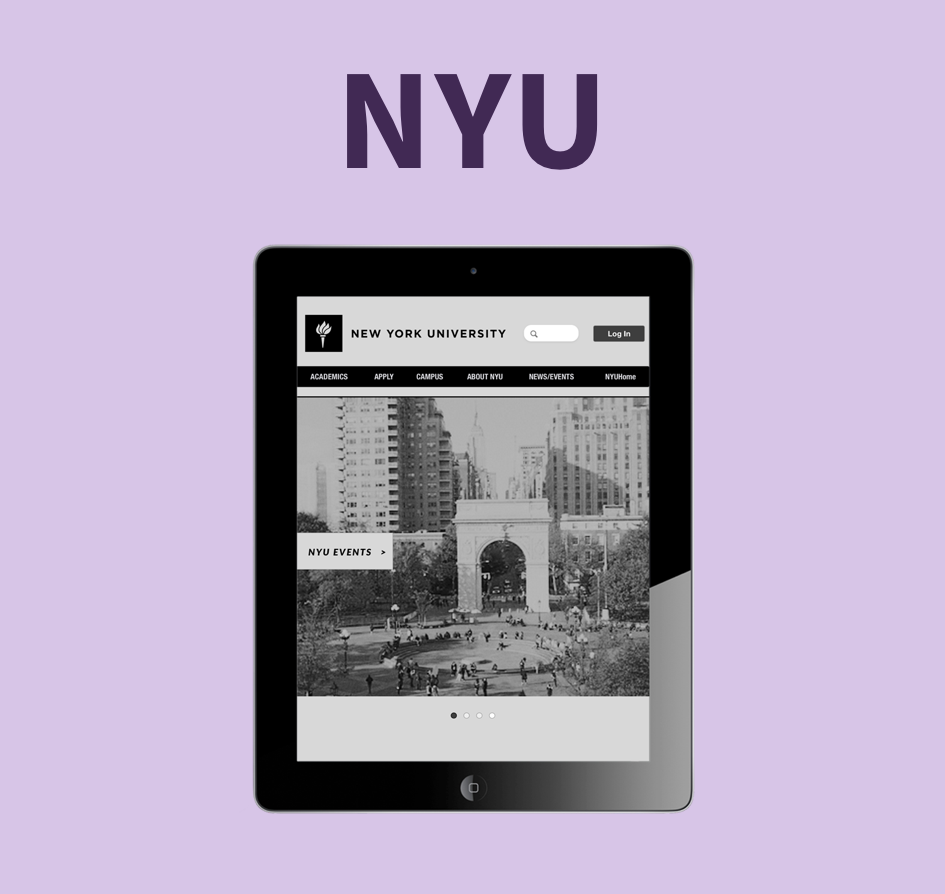 NYU
NEW YORK UNIVERSITY
Log In
ACADEMICS APPLY CAMPUS ABOUT NYU NEWS/EVENTS NYUHome
NYU EVENTS >